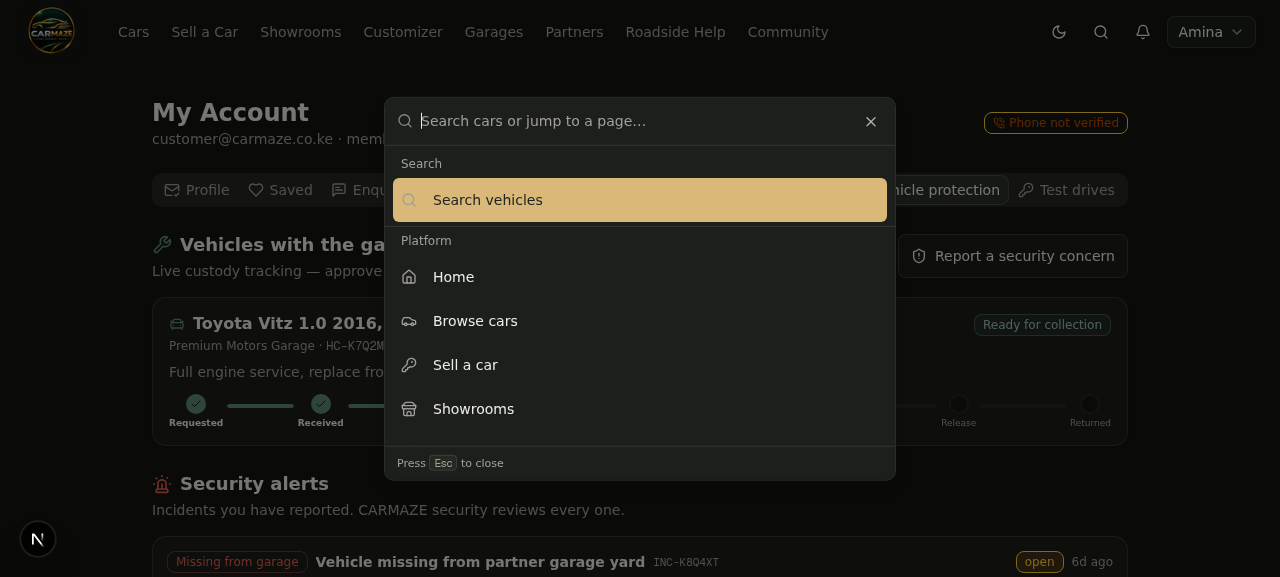 CARMAZE
Cars Sell a Car Showrooms Customizer Garages Partners Roadside Help Community Amina
My Account
customer@carmaze.co.ke · mem
Phone not verified
Search cars or jump to a page...
Search
Search vehicles
Profile Saved Enqu
hicle protection Test drives
Platform
Home
Browse cars
Sell a car
Showrooms
Press Esc to close
Vehicles with the ga
Report a security concern
Live custody tracking — approve
Toyota Vitz 1.0 2016,
Ready for collection
Premium Motors Garage · HC-K7Q2M
Full engine service, replace fro
Requested Received Release Returned
Security alerts
Incidents you have reported. CARMAZE security reviews every one.
Missing from garage Vehicle missing from partner garage yard INC-K8Q4XT open 6d ago